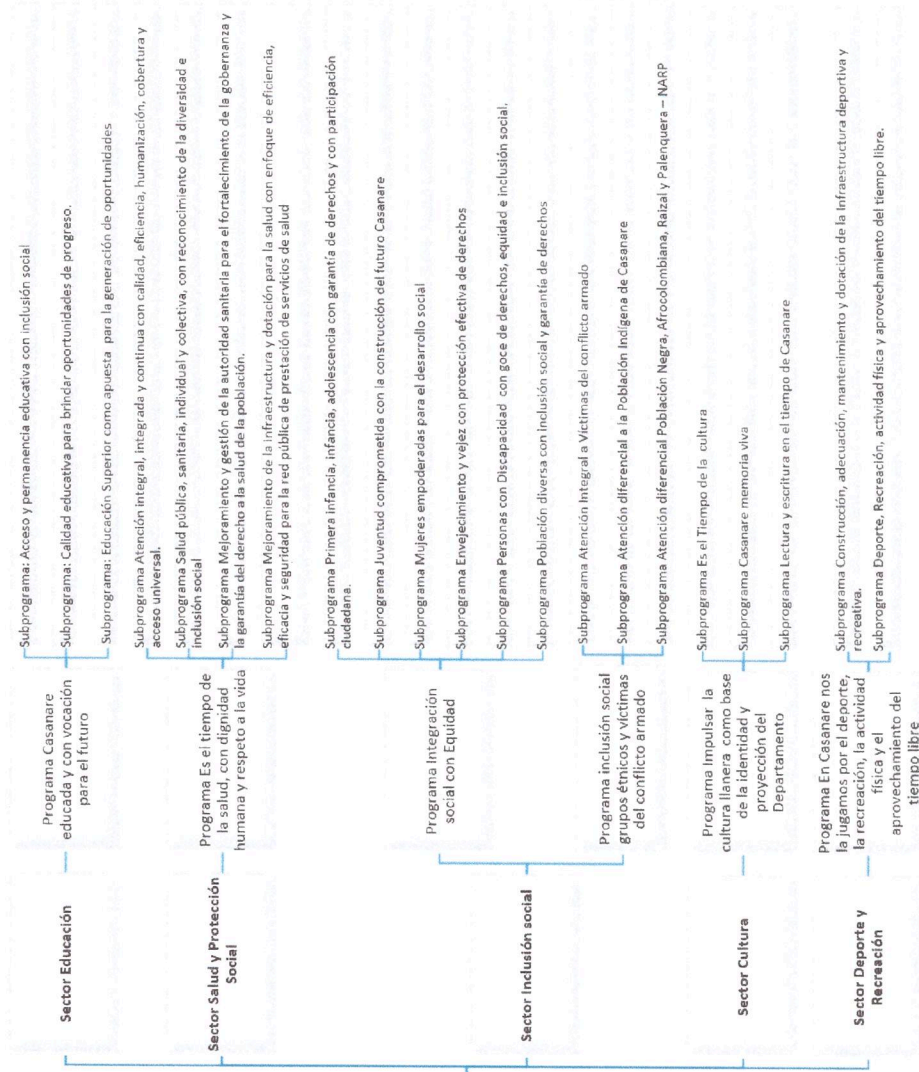 Sector Educación
Programa Casanare
educada y con vocación
para el futuro
Subprograma: Acceso y permanencia educativa con inclusión social
Subprograma: Calidad educativa para brindar oportunidades de progreso.
Subprograma: Educación Superior como apuesta para la generación de oportunidades
Sector Salud y Protección
Social
Programa Es el tiempo de
la salud, con dignidad
humana y respeto a la vida
Subprograma Atención integral, integrada y continua con calidad, eficiencia, humanización, cobertura y
acceso universal.
Subprograma Salud pública, sanitaria, individual y colectiva, con reconocimiento de la diversidad e
inclusión social
Subprograma Mejoramiento y gestión de la autoridad sanitaria para el fortalecimiento de la gobernanza y
la garantía del derecho a la salud de la población.
Subprograma Mejoramiento de la infraestructura y dotación para la salud con enfoque de eficiencia,
eficacia y seguridad para la red pública de prestación de servicios de salud
Sector Inclusión social
Programa Integración
social con Equidad
Subprograma Primera infancia, infancia, adolescencia con garantía de derechos y con participación
ciudadana.
Subprograma Juventud comprometida con la construcción del futuro Casanare
Subprograma Mujeres empoderadas para el desarrollo social
Subprograma Envejecimiento y vejez con protección efectiva de derechos
Subprograma Personas con Discapacidad con goce de derechos, equidad e inclusión social.
Subprograma Población diversa con inclusión social y garantía de derechos
Programa inclusión social
grupos étnicos y víctimas
del conflicto armado
Subprograma Atención Integral a Víctimas del conflicto armado
Subprograma Atención diferencial a la Población Indígena de Casanare
Subprograma Atención diferencial Población Negra, Afrocolombiana, Raizal y Palenquera – NARP
Sector Cultura
Programa Impulsar la
cultura llanera como base
de la identidad y
proyección del
Departamento
Subprograma Es el Tiempo de la cultura
Subprograma Casanare memoria viva
Subprograma Lectura y escritura en el tiempo de Casanare
Sector Deporte y
Recreación
Programa En Casanare nos
la jugamos por el deporte,
la recreación, la actividad
física y el
aprovechamiento del
tiempo libre
Subprograma Construcción, adecuación, mantenimiento y dotación de la Infraestructura deportiva y
recreativa.
Subprograma Deporte, Recreación, actividad física y aprovechamiento del tiempo libre.